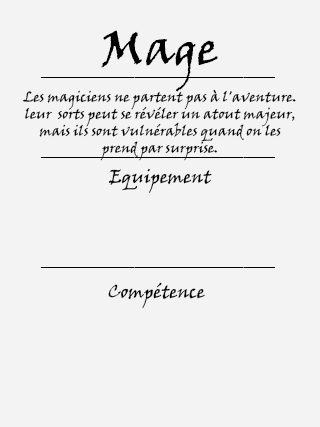 Mage
Les magiciens ne partent pas à l'aventure.
leur sorts peut se révéler un atout majeur,
mais ils sont vulnérables quand on les
prend par surprise.
Equipement
Compétence